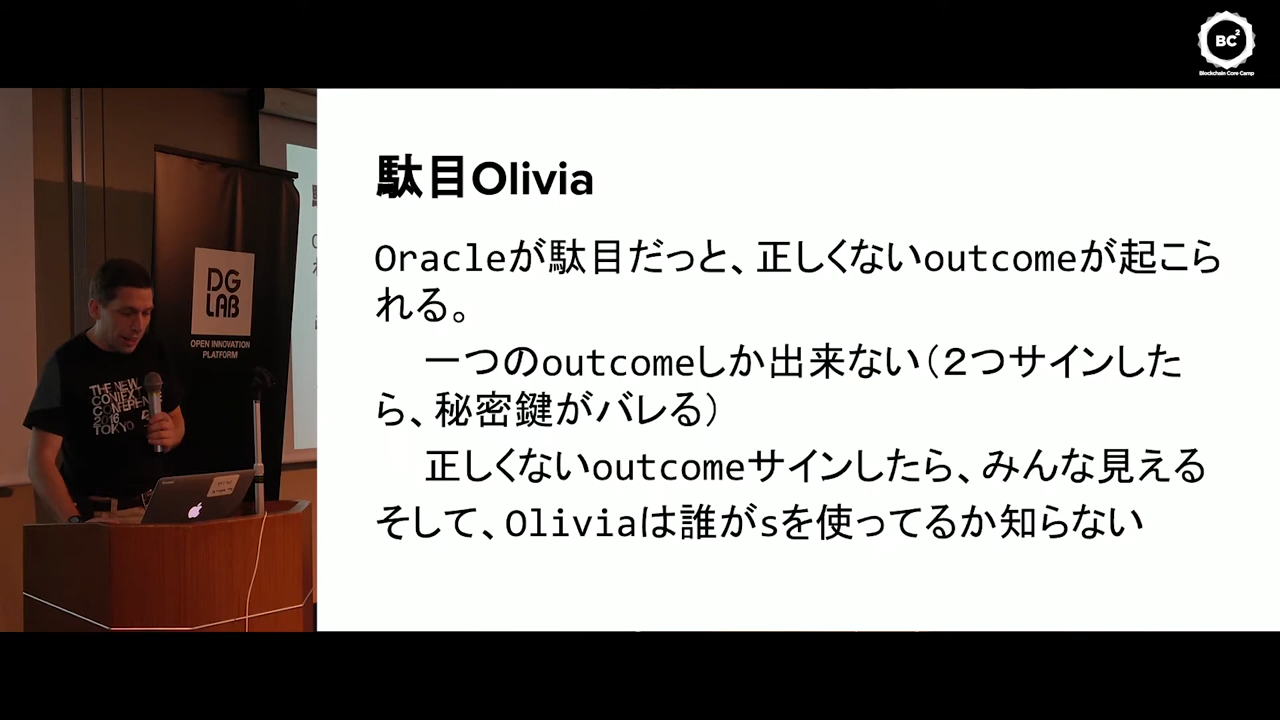 BC2
Blockchain Core Camp
DG
LAB
OPEN INNOVATION
PLATFORM
THE NEW
CONTEXT
CONFERENCE
2016
TOKYO
駄目Olivia
Oracleが駄目だっと、正しくないoutcomeが起こら
れる。
一つのoutcomeしか出来ない（２つサインした
ら、秘密鍵がバレる）
正しくないoutcomeサインしたら、みんな見える
そして、Oliviaは誰がsを使ってるか知らない